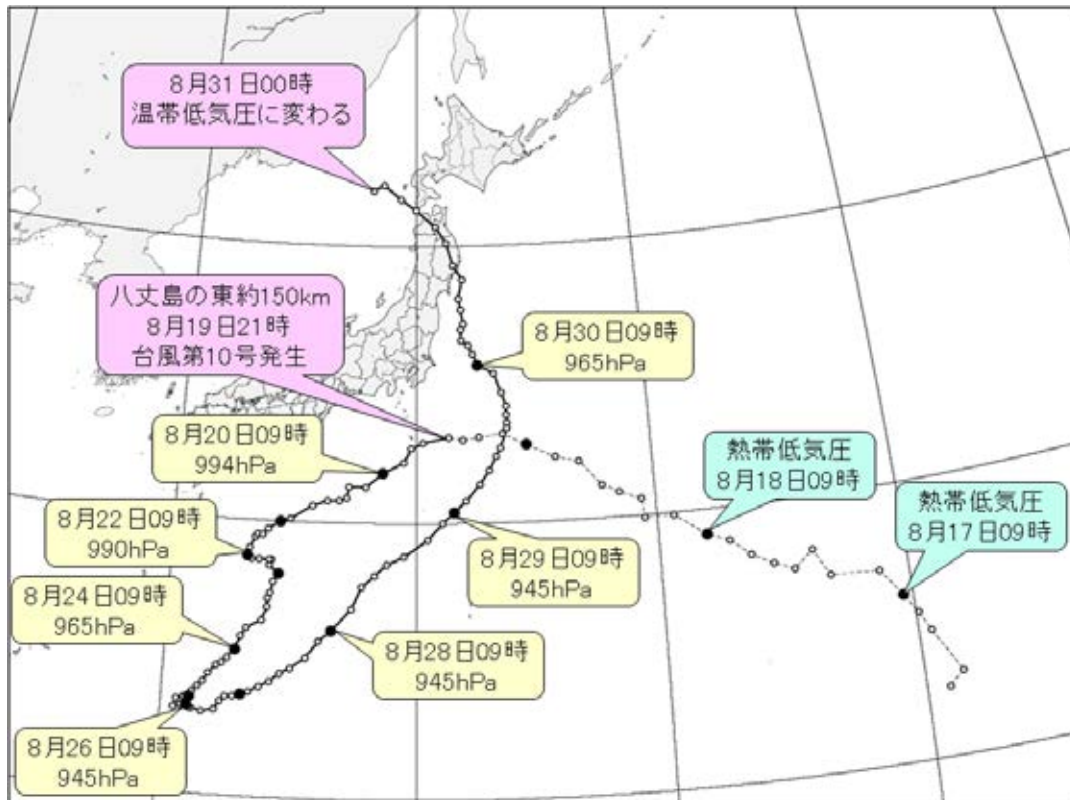 8月31日00時
温帯低気圧に変わる
八丈島の東約150km
8月19日21時
台風第10号発生
8月30日09時
965hPa
8月20日09時
994hPa
熱帯低気圧
8月18日09時
熱帯低気圧
8月17日09時
8月22日09時
990hPa
8月29日09時
945hPa
8月24日09時
965hPa
8月28日09時
945hPa
8月26日09時
945hPa